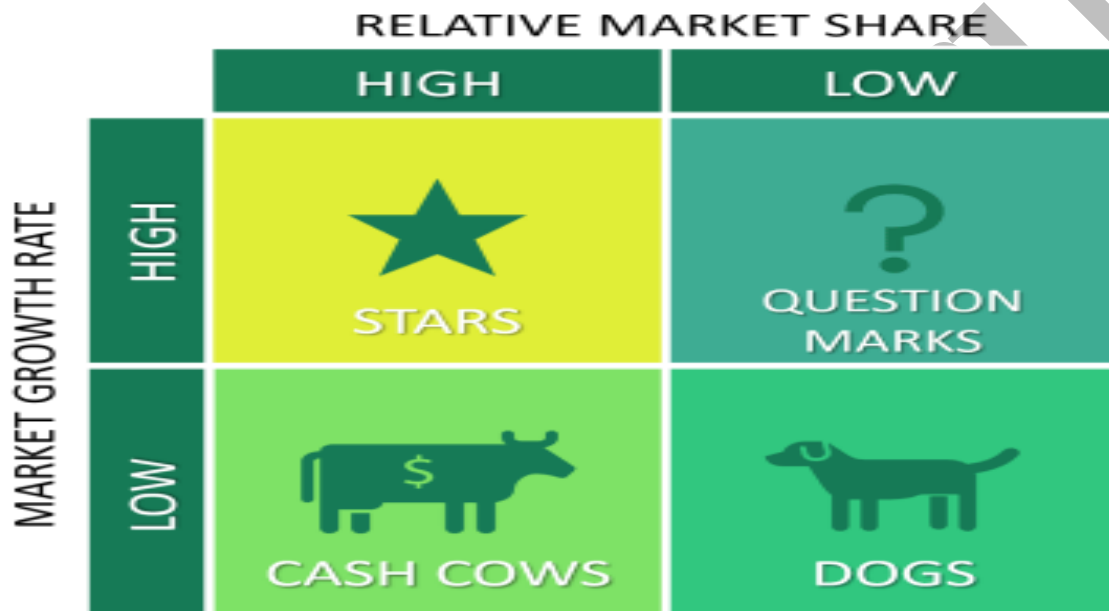 RELATIVE MARKET SHARE
HIGH
LOW
MARKET GROWTH RATE
HIGH
STARS
?
QUESTION
MARKS
LOW
$
CASH COWS
DOGS